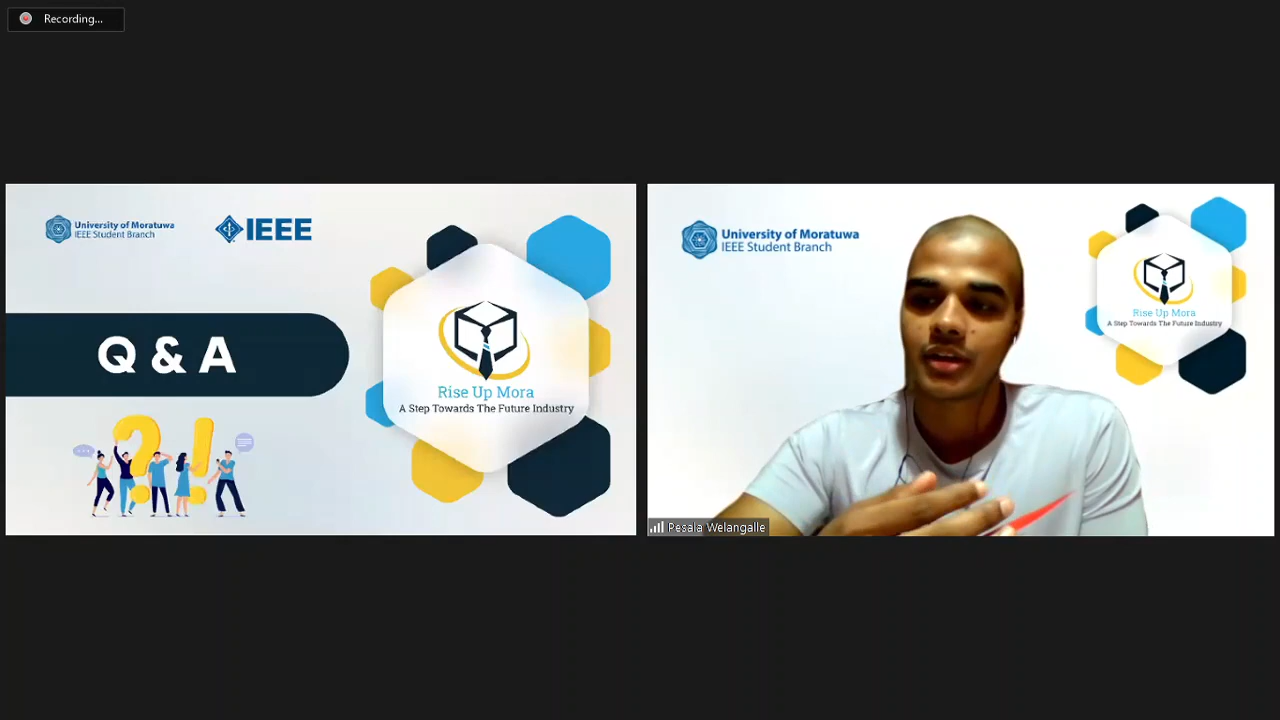 Recording...
University of Moratuwa
IEEE Student Branch
IEEE
Q & A
Rise Up Mora
A Step Towards The Future Industry
University of Moratuwa
IEEE Student Branch
Rise Up Mora
A Step Towards The Future Industry
Pesala Welangalle